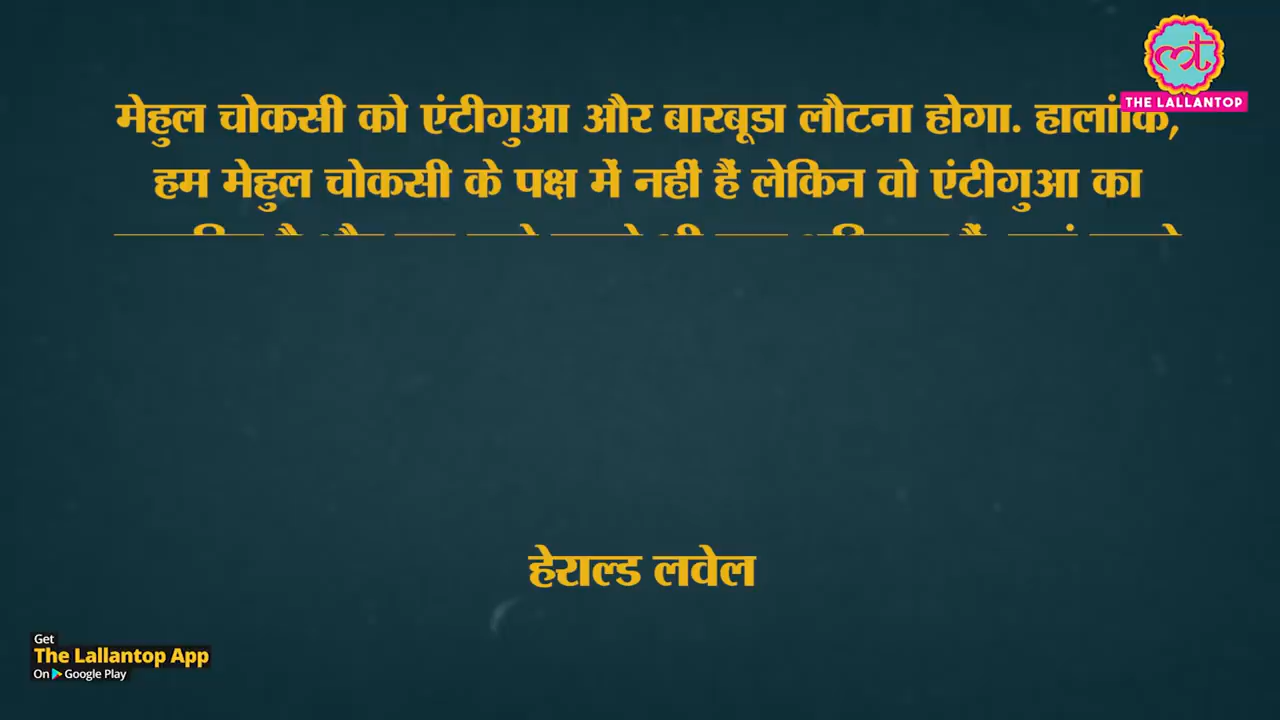 THE LALLANTOP
मेहुल चोकसी को एंटीगुआ और बारबूडा लौटना होगा. हालांकि,
हम मेहुल चोकसी के पक्ष में नहीं हैं लेकिन वो एंटीगुआ का
हेराल्ड लवेल
Get
The Lallantop App
On Google Play